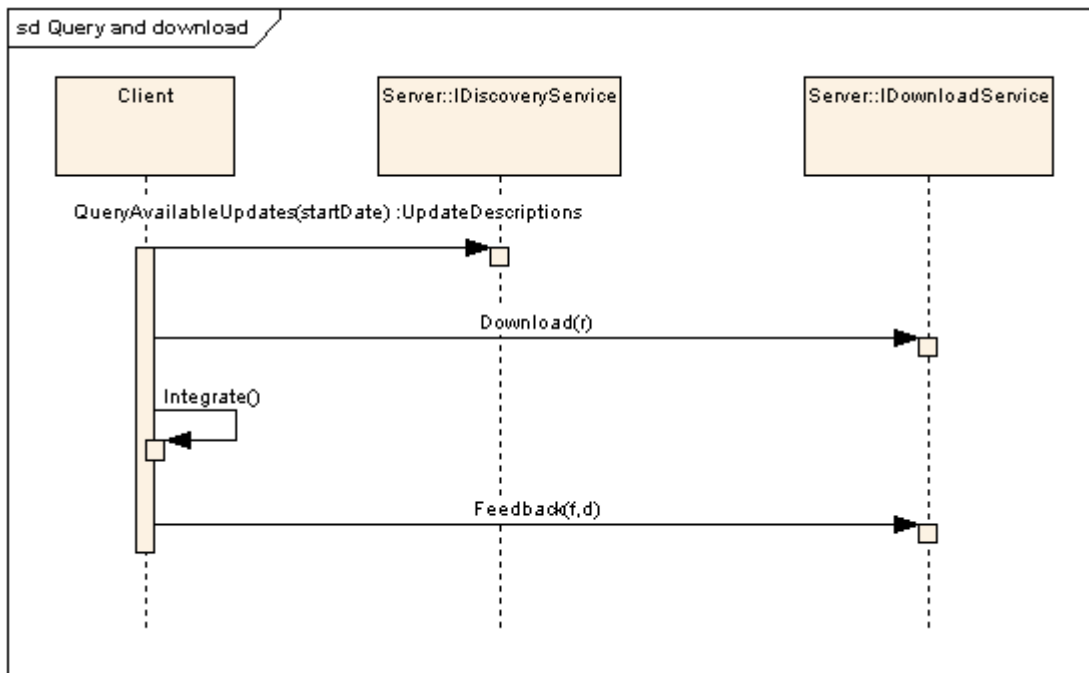 sd Query and download
Client
Server::IDiscoveryService
Server::IDownloadService
QueryAvailableUpdates(startDate) :UpdateDescriptions
Download(r)
Integrate()
Feedback(f,d)